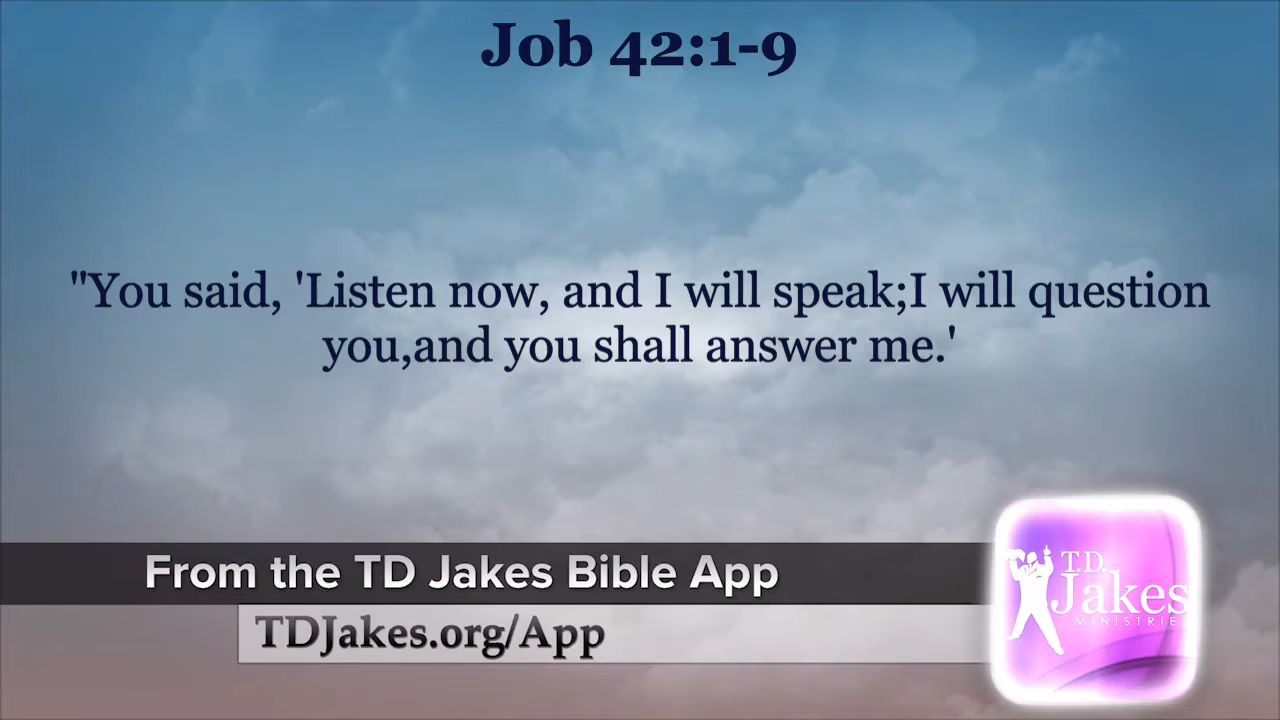 Job 42:1-9
"You said, 'Listen now, and I will speak;I will question
you,and you shall answer me.'
From the TD Jakes Bible App
TDJakes.org/App
T.D.
Jakes
MINISTRIES